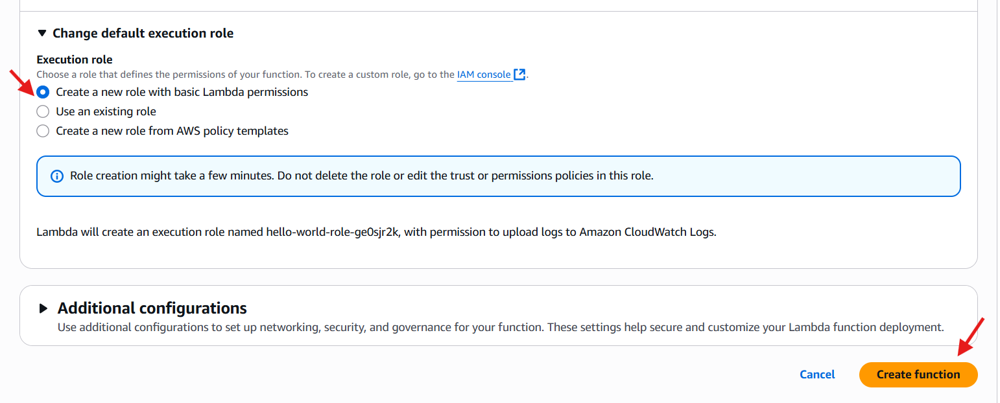 Change default execution role
Execution role
Choose a role that defines the permissions of your function. To create a custom role, go to the IAM console.
Create a new role with basic Lambda permissions
Use an existing role
Create a new role from AWS policy templates
Role creation might take a few minutes. Do not delete the role or edit the trust or permissions policies in this role.
Lambda will create an execution role named hello-world-role-ge0sjr2k, with permission to upload logs to Amazon CloudWatch Logs.
Additional configurations
Use additional configurations to set up networking, security, and governance for your function. These settings help secure and customize your Lambda function deployment.
Cancel
Create function